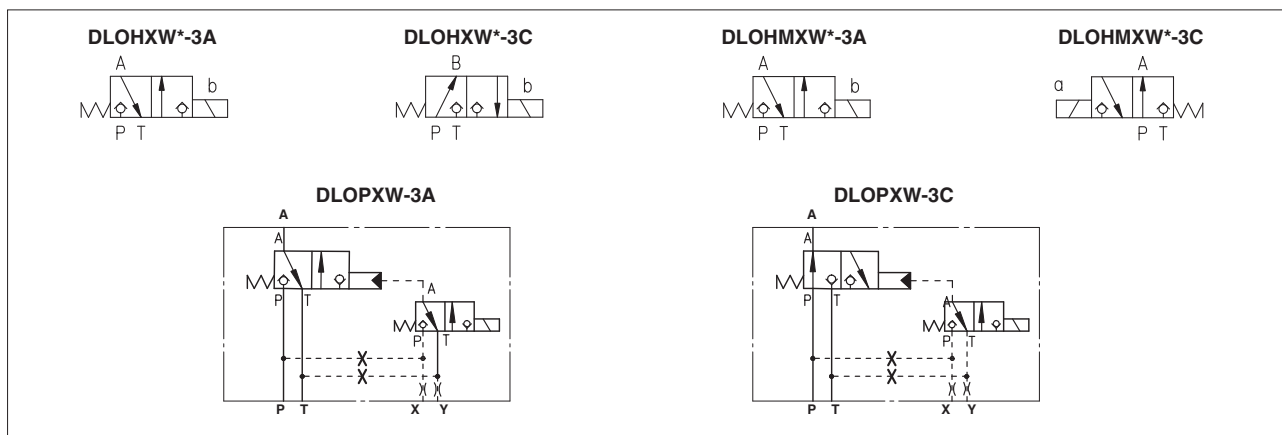 DLOHXW*-3A DLOHXW*-3C DLOHMXW*-3A DLOHMXW*-3C
A B A A
b b b a
P T P T P T P T
DLOPXW-3A DLOPXW-3C
A A
A A
P T P T
A A
P T P T
X X
X X
P T X Y P T X Y